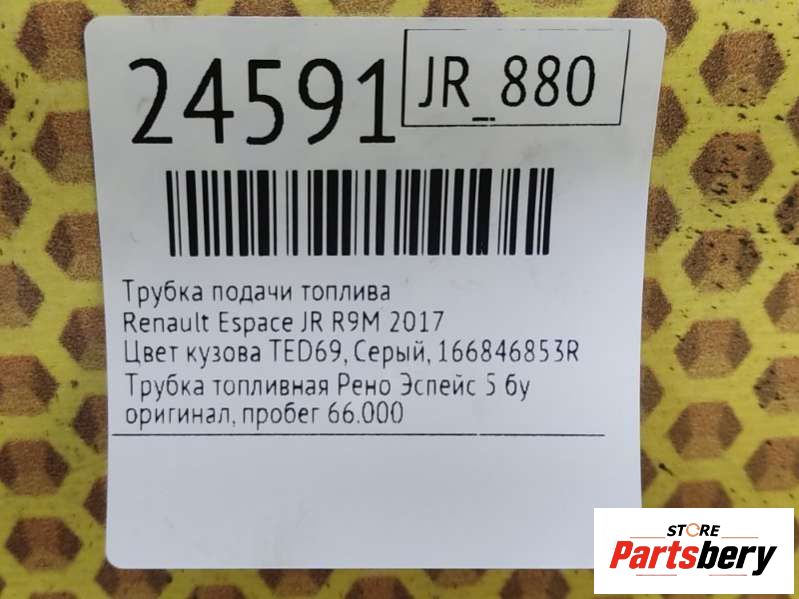 24591
JR_880
Трубка подачи топлива
Renault Espace JR R9M 2017
Цвет кузова TED69, Серый, 166846853R
Трубка топливная Рено Эспейс 5 бу
оригинал, пробег 66.000
STORE
Partsbery